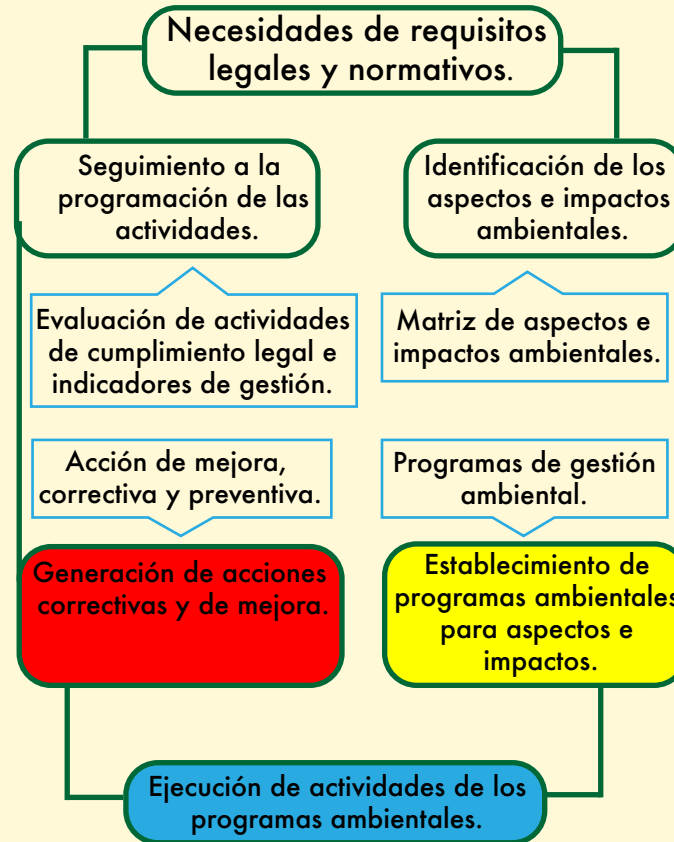 Necesidades de requisitos
legales y normativos.
Seguimiento a la
programación de las
actividades.
Identificación de los
aspectos e impactos
ambientales.
Evaluación de actividades
de cumplimiento legal e
indicadores de gestión.
Matriz de aspectos e
impactos ambientales.
Acción de mejora,
correctiva y preventiva.
Programas de gestión
ambiental.
Generación de acciones
correctivas y de mejora.
Establecimiento de
programas ambientales
para aspectos e
impactos.
Ejecución de actividades de los
programas ambientales.